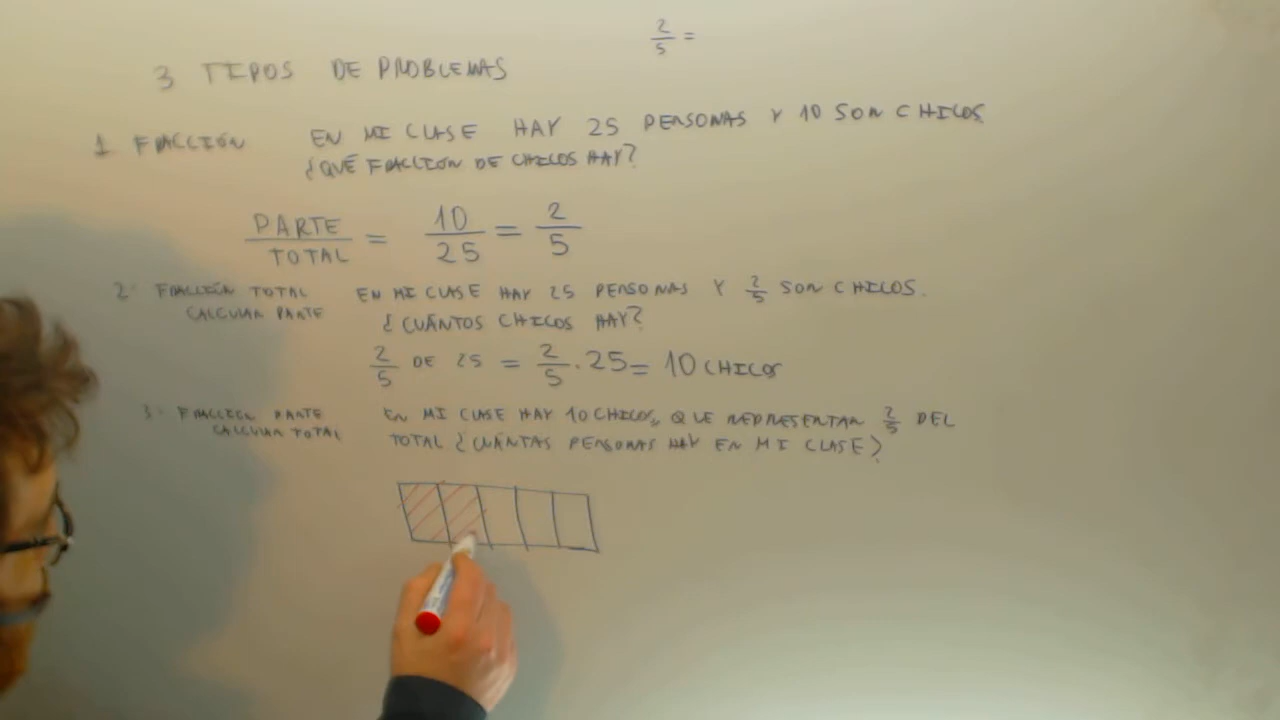 2/5 =
3 TIPOS DE PROBLEMAS
1 FRACCIÓN EN MI CLASE HAY 25 PERSONAS Y 10 SON CHICOS
¿QUÉ FRACCIÓN DE CHICOS HAY?
PARTE/TOTAL = 10/25 = 2/5
2. FRACCIÓN TOTAL EN MI CLASE HAY 25 PERSONAS Y 2/5 SON CHICOS.
CALCULAR PARTE ¿CUÁNTOS CHICOS HAY?
2/5 DE 25 = 2/5 · 25 = 10 CHICOS
3. FRACCIÓN PARTE EN MI CLASE HAY 10 CHICOS, QUE REPRESENTAN 2/5 DEL
CALCULAR TOTAL TOTAL ¿CUÁNTAS PERSONAS HAY EN MI CLASE?